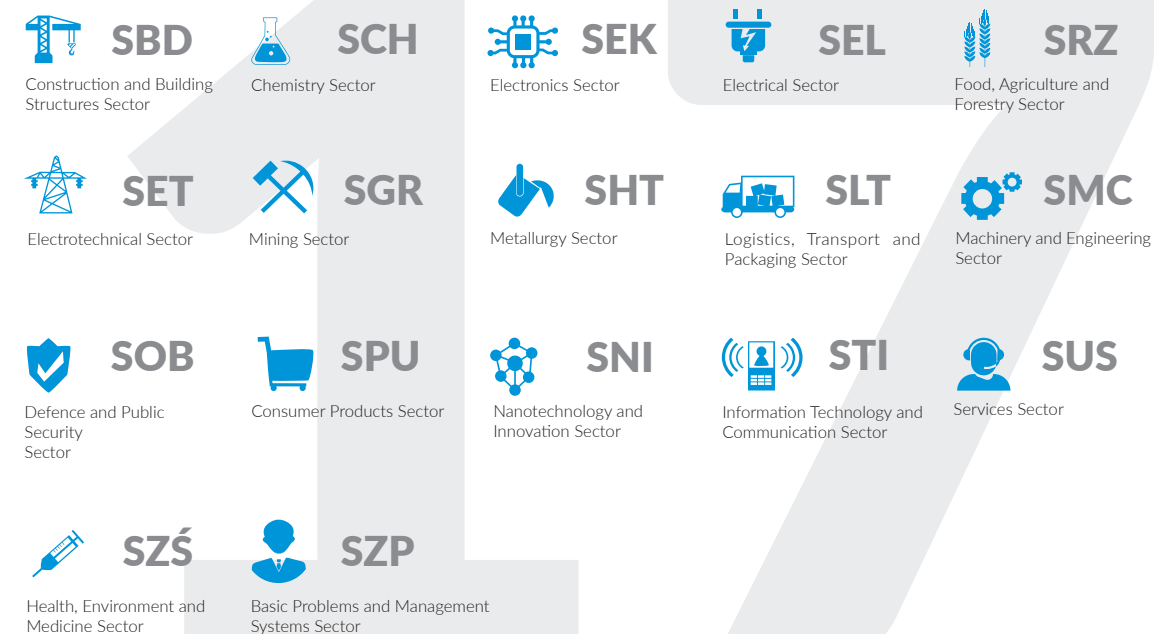 SBD
Construction and Building
Structures Sector
SCH
Chemistry Sector
SEK
Electronics Sector
SEL
Electrical Sector
SRZ
Food, Agriculture and
Forestry Sector
SET
Electrotechnical Sector
SGR
Mining Sector
SHT
Metallurgy Sector
SLT
Logistics, Transport and
Packaging Sector
SMC
Machinery and Engineering
Sector
SOB
Defence and Public
Security
Sector
SPU
Consumer Products Sector
SNI
Nanotechnology and
Innovation Sector
STI
Information Technology and
Communication Sector
SUS
Services Sector
SZŚ
Health, Environment and
Medicine Sector
SZP
Basic Problems and Management
Systems Sector
17